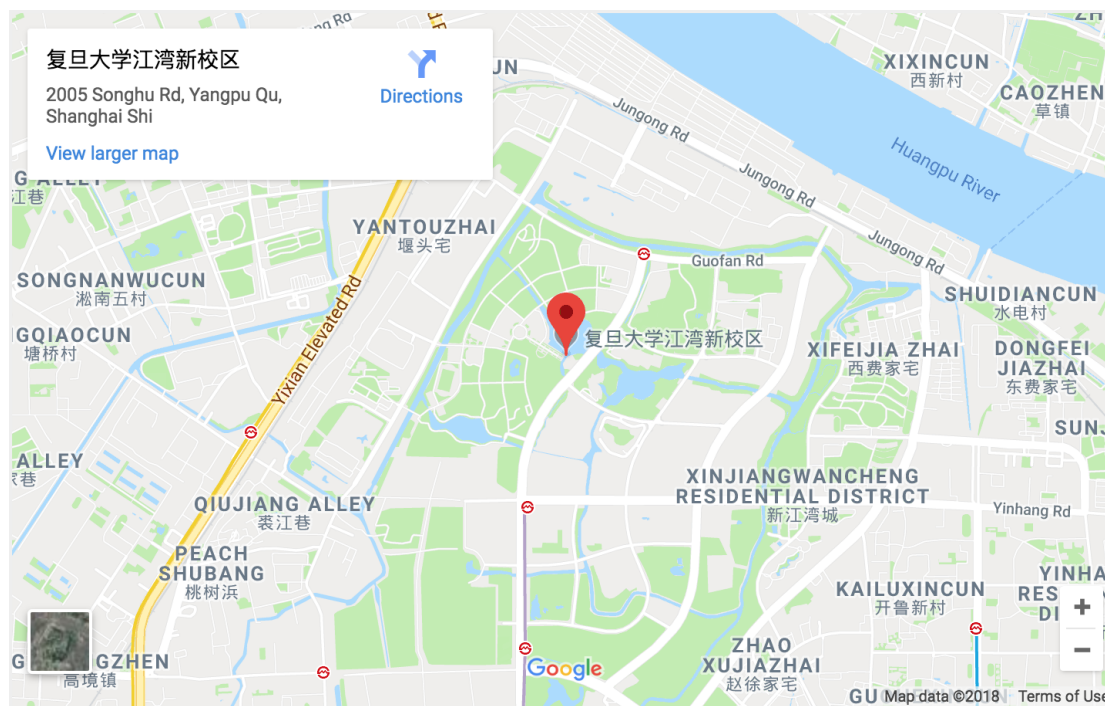 复旦大学江湾新校区
2005 Songhu Rd, Yangpu Qu,
Shanghai Shi
Directions
View larger map
XIXINCUN
西新村
CAOZHEN
草镇
Jungong Rd
Huangpu River
Jungong Rd
YANTOUZHAI
堰头宅
Jungong Rd
Guofan Rd
SONGNANWUCUN
淞南五村
SHUIDIANCUN
水电村
Yixian Elevated Rd
复旦大学江湾新校区
塘桥村
XIFEIJIA ZHAI
西费家宅
DONGFEI
JIAZHAI
东费家宅
ALLEY
XINJIANGWANCHENG
RESIDENTIAL DISTRICT
新江湾城
QIUJIANG ALLEY
裘江巷
Yinhang Rd
PEACH
SHUBANG
桃树浜
KAILUXINCUN
开鲁新村
+
−
ZHAO
XUJIAZHAI
赵徐家宅
高境镇
Google
Map data ©2018
Terms of Use